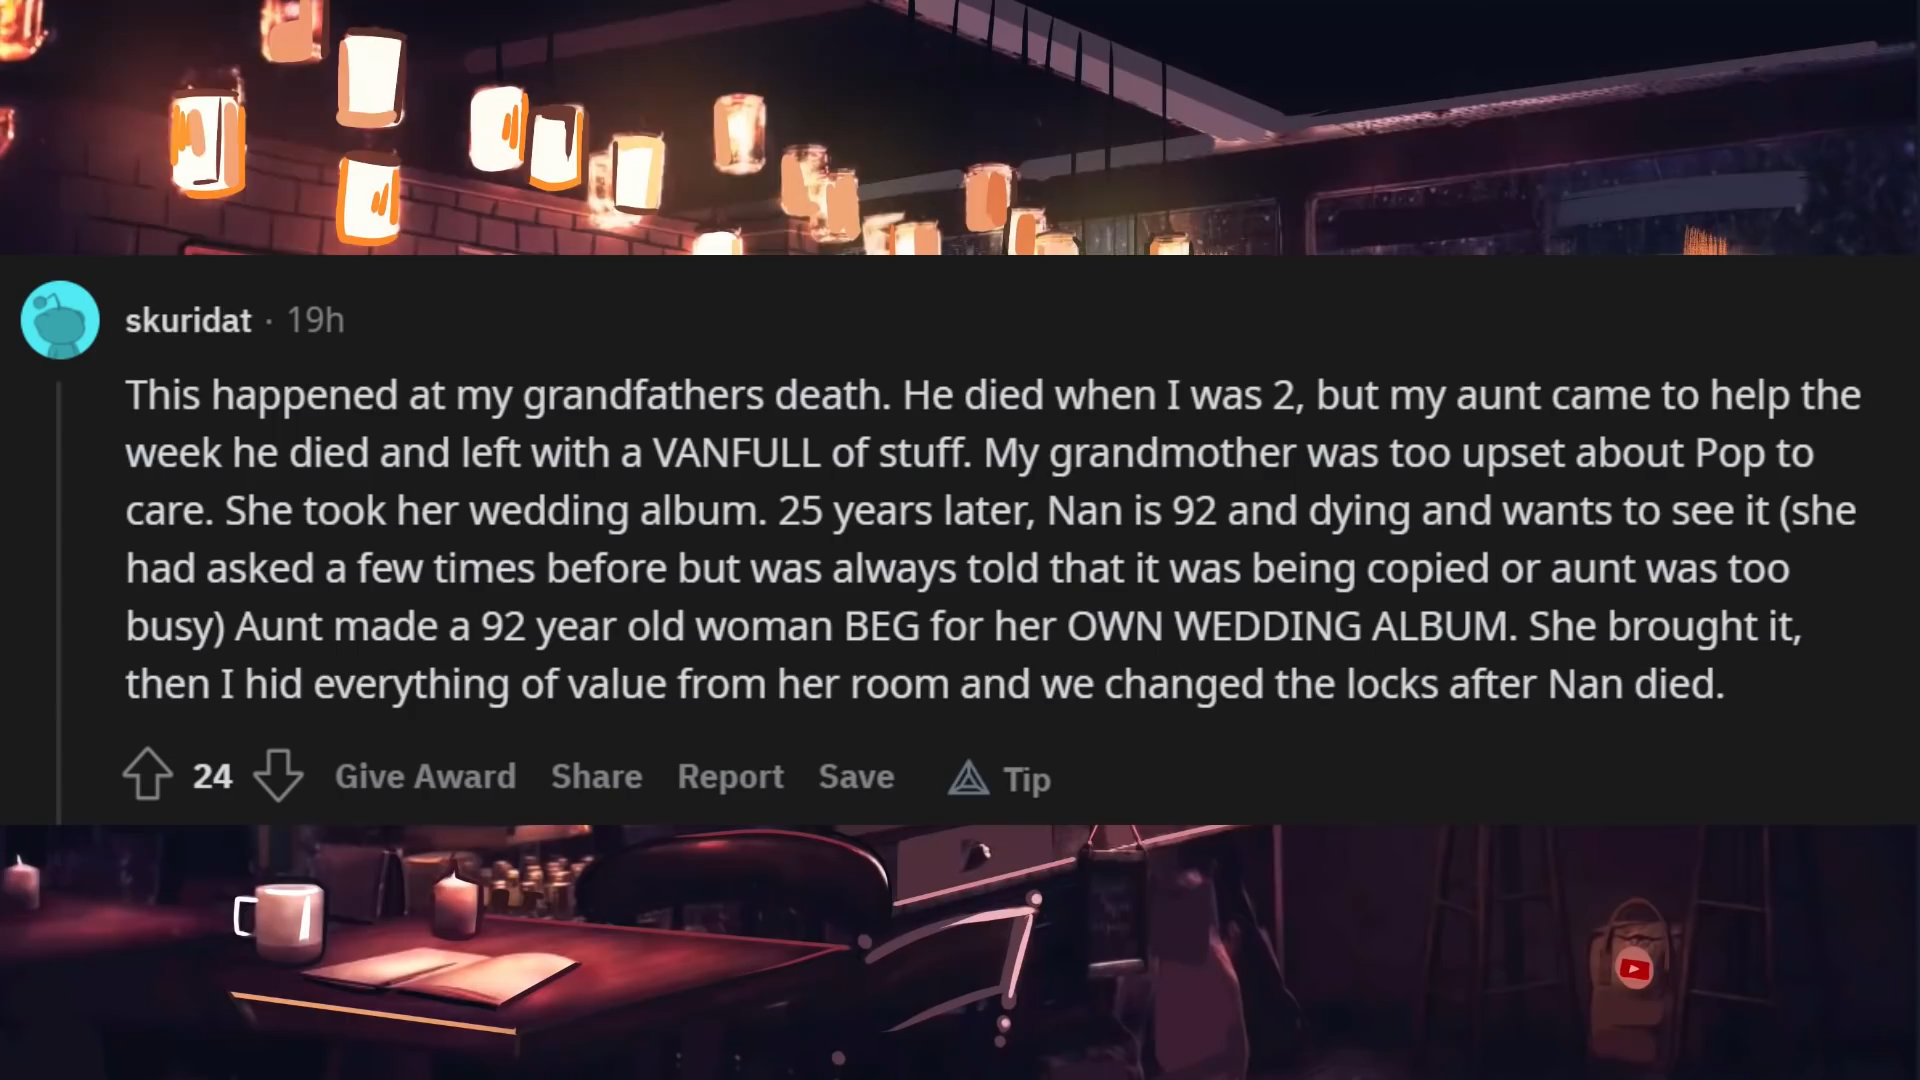 skuridat · 19h
This happened at my grandfathers death. He died when I was 2, but my aunt came to help the
week he died and left with a VANFULL of stuff. My grandmother was too upset about Pop to
care. She took her wedding album. 25 years later, Nan is 92 and dying and wants to see it (she
had asked a few times before but was always told that it was being copied or aunt was too
busy) Aunt made a 92 year old woman BEG for her OWN WEDDING ALBUM. She brought it,
then I hid everything of value from her room and we changed the locks after Nan died.
24 Give Award Share Report Save Tip